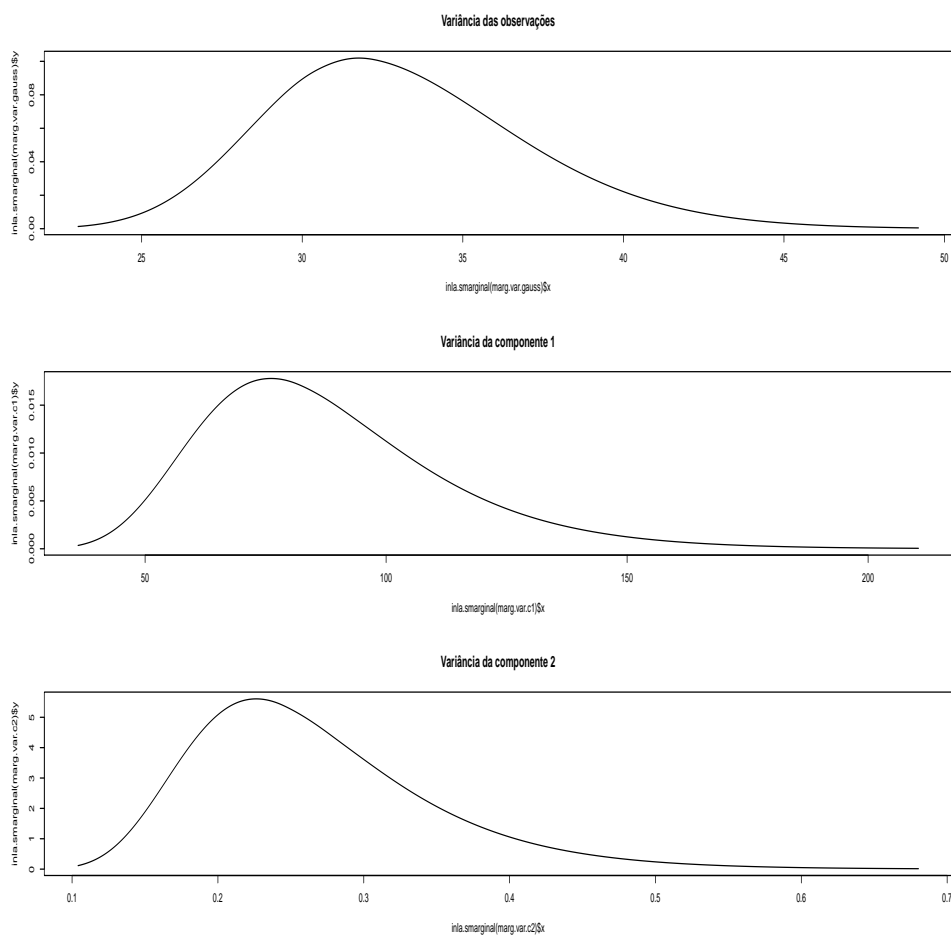 Variância das observações
inla.smarginal(marg.var.gauss)$y
0.00 0.04 0.08
25 30 35 40 45 50
inla.smarginal(marg.var.gauss)$x
Variância da componente 1
inla.smarginal(marg.var.c1)$y
0.000 0.005 0.010 0.015
50 100 150 200
inla.smarginal(marg.var.c1)$x
Variância da componente 2
inla.smarginal(marg.var.c2)$y
0 1 2 3 4 5
0.1 0.2 0.3 0.4 0.5 0.6 0.7
inla.smarginal(marg.var.c2)$x